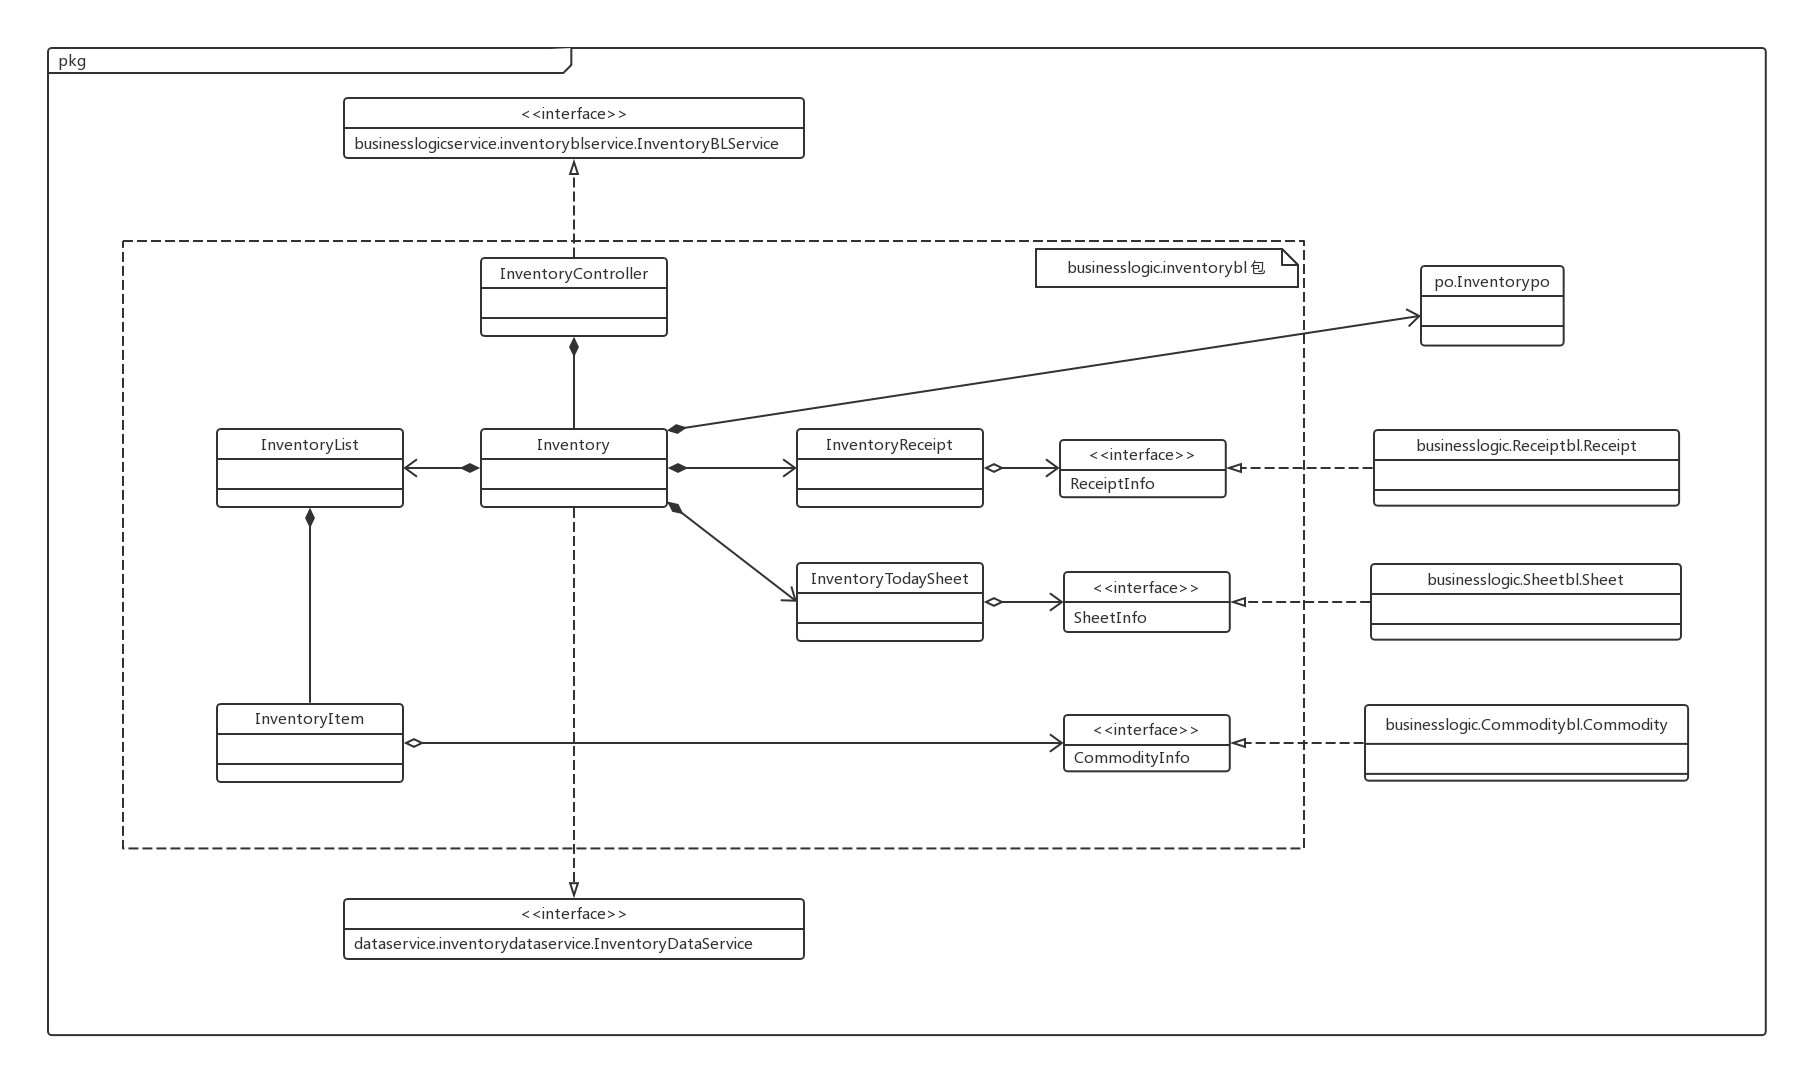 pkg
<<interface>>
businesslogicservice.inventoryblservice.InventoryBLService
InventoryController
businesslogic.inventorybl 包
po.Inventorypo
InventoryList
Inventory
InventoryReceipt
<<interface>>
ReceiptInfo
businesslogic.Receiptbl.Receipt
InventoryTodaySheet
<<interface>>
SheetInfo
businesslogic.Sheetbl.Sheet
InventoryItem
<<interface>>
CommodityInfo
businesslogic.Commoditybl.Commodity
<<interface>>
dataservice.inventorydataservice.InventoryDataService